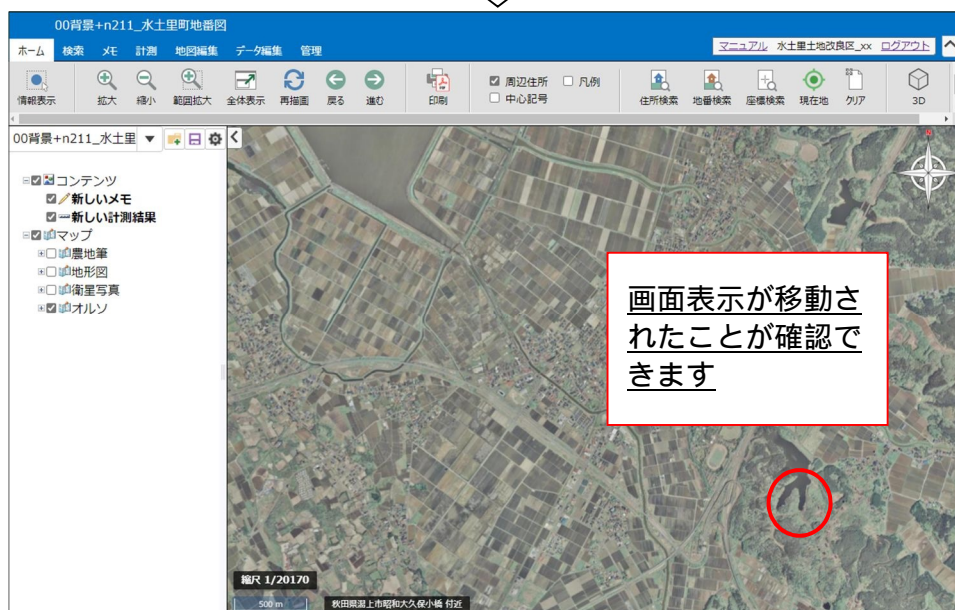 00背景+n211_水土里町地番図
ホーム 検索 メモ 計測 地図編集 データ編集 管理
マニュアル 水土里土地改良区_xx ログアウト
情報表示 拡大 縮小 範囲拡大 全体表示 再描画 戻る 進む 印刷
周辺住所 凡例
中心記号
住所検索 地番検索 座標検索 現在地 クリア 3D
00背景+n211_水土里
コンテンツ
新しいメモ
新しい計測結果
マップ
農地筆
地形図
衛星写真
オルソ
画面表示が移動さ
れたことが確認で
きます
縮尺 1/20170
500 m
秋田県潟上市昭和大久保小橋 付近